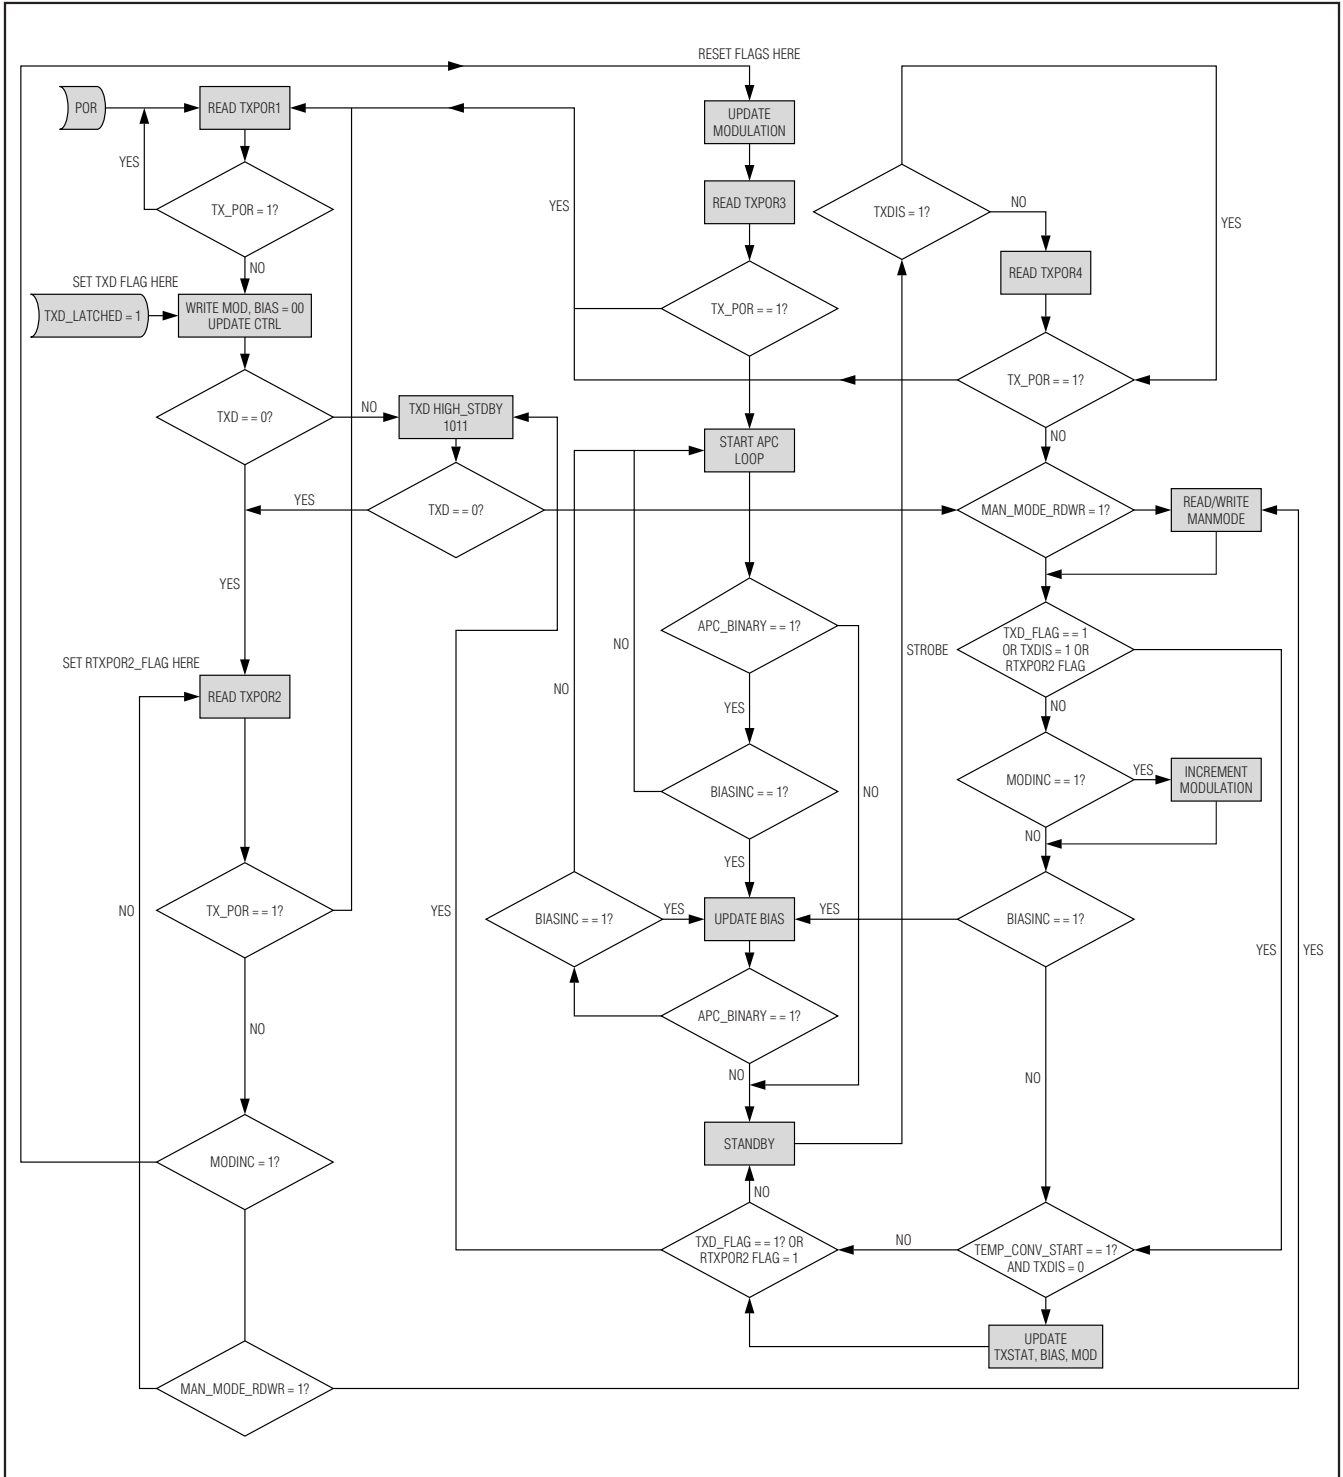 RESET FLAGS HERE
POR
READ TXPOR1
UPDATE
MODULATION
YES
TX_POR = 1?
READ TXPOR3
YES
TXDIS = 1?
NO
YES
NO
READ TXPOR4
SET TXD FLAG HERE
TXD_LATCHED = 1
WRITE MOD, BIAS = 00
UPDATE CTRL
TX_POR = = 1?
TX_POR = = 1?
TXD = = 0?
NO
TXD HIGH_STDBY
1011
START APC
LOOP
NO
YES
TXD = = 0?
MAN_MODE_RDWR = 1?
READ/WRITE
MANMODE
YES
NO
APC_BINARY = = 1?
STROBE
TXD_FLAG = = 1
OR TXDIS = 1 OR
RTXPOR2 FLAG
SET RTXPOR2_FLAG HERE
READ TXPOR2
NO
YES
NO
BIASINC = = 1?
NO
MODINC = = 1?
YES
INCREMENT
MODULATION
NO
YES
NO
TX_POR = = 1?
YES
BIASINC = = 1?
YES
UPDATE BIAS
YES
BIASINC = = 1?
YES
YES
APC_BINARY = = 1?
NO
NO
NO
STANDBY
MODINC = 1?
NO
TXD_FLAG = = 1? OR
RTXPOR2 FLAG = 1
NO
TEMP_CONV_START = = 1?
AND TXDIS = 0
UPDATE
TXSTAT, BIAS, MOD
MAN_MODE_RDWR = 1?